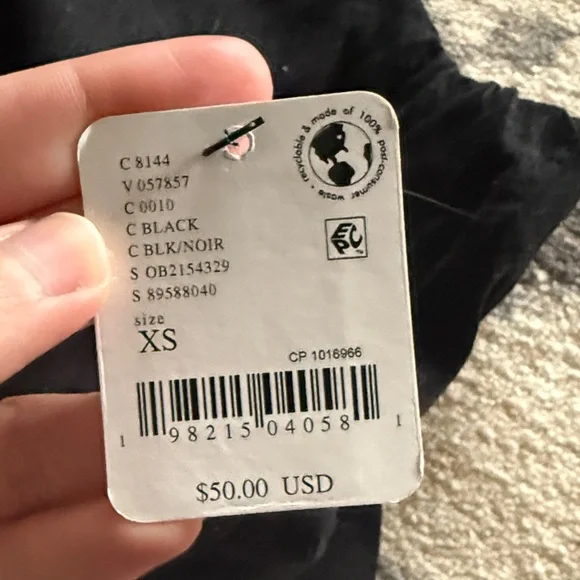 recyclable & made of 100% post-consumer waste •
C 8144
V 057857
C 0010
C BLACK
C BLK/NOIR
S OB2154329
S 89588040
EPC
size
XS
CP 1016966
1 98215 04058 1
$50.00 USD